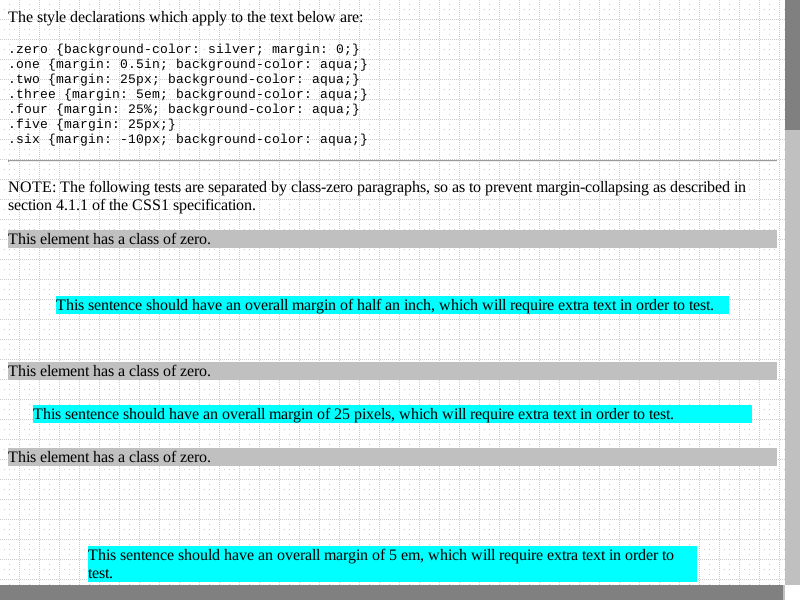 The style declarations which apply to the text below are:
.zero {background-color: silver; margin: 0;}
.one {margin: 0.5in; background-color: aqua;}
.two {margin: 25px; background-color: aqua;}
.three {margin: 5em; background-color: aqua;}
.four {margin: 25%; background-color: aqua;}
.five {margin: 25px;}
.six {margin: -10px; background-color: aqua;}
NOTE: The following tests are separated by class-zero paragraphs, so as to prevent margin-collapsing as described in
section 4.1.1 of the CSS1 specification.
This element has a class of zero.
This sentence should have an overall margin of half an inch, which will require extra text in order to test.
This element has a class of zero.
This sentence should have an overall margin of 25 pixels, which will require extra text in order to test.
This element has a class of zero.
This sentence should have an overall margin of 5 em, which will require extra text in order to
test.